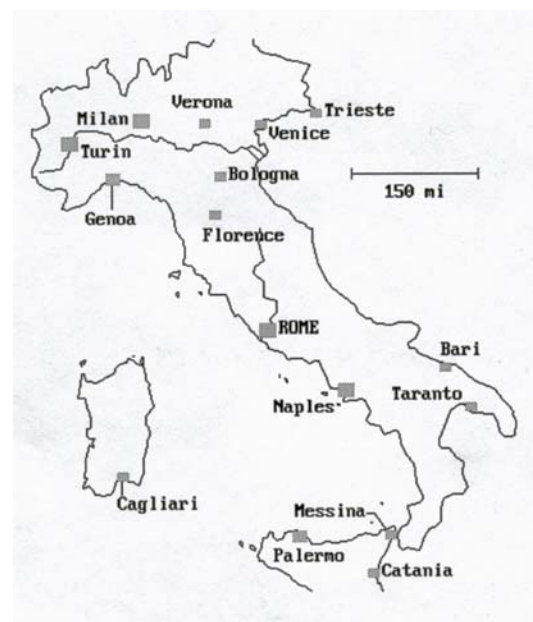 Verona
Trieste
Milan
Venice
Turin
Bologna
150 mi
Genoa
Florence
ROME
Bari
Taranto
Naples
Cagliari
Messina
Palermo
Catania